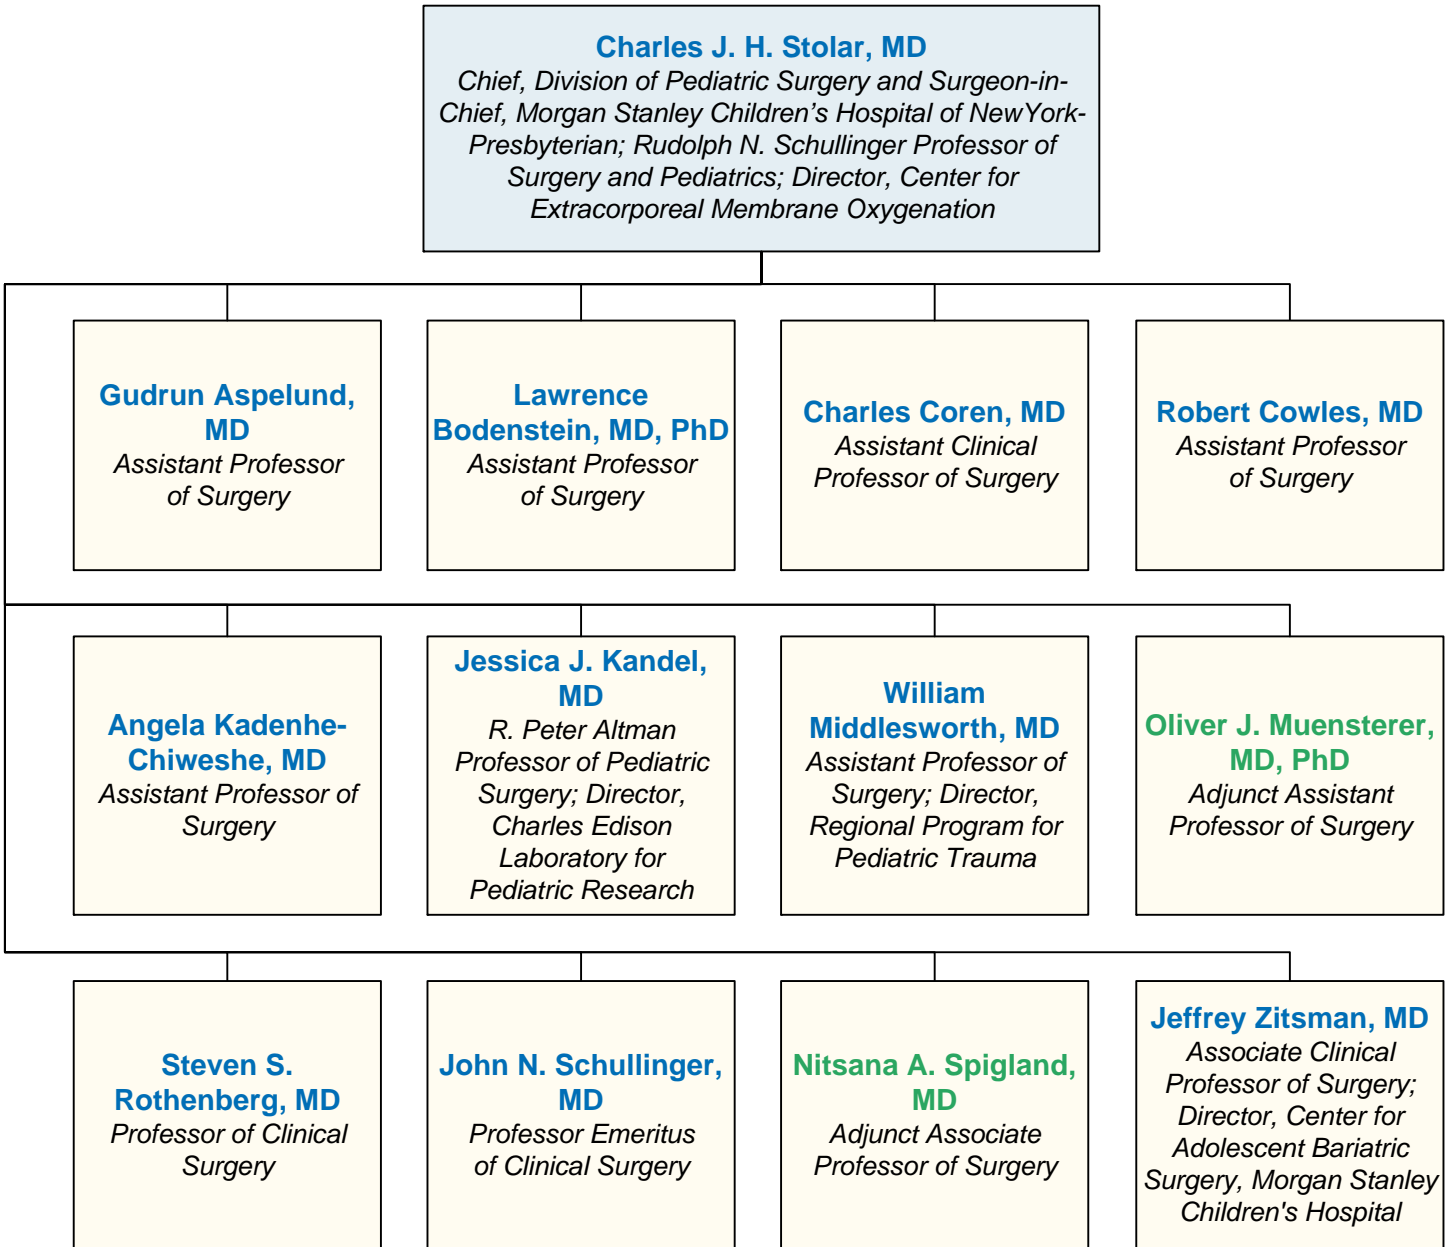 Charles J. H. Stolar, MD
Chief, Division of Pediatric Surgery and Surgeon-in-
Chief, Morgan Stanley Children’s Hospital of NewYork-
Presbyterian; Rudolph N. Schullinger Professor of
Surgery and Pediatrics; Director, Center for
Extracorporeal Membrane Oxygenation
Gudrun Aspelund,
MD
Assistant Professor
of Surgery
Lawrence
Bodenstein, MD, PhD
Assistant Professor
of Surgery
Charles Coren, MD
Assistant Clinical
Professor of Surgery
Robert Cowles, MD
Assistant Professor
of Surgery
Angela Kadenhe-
Chiweshe, MD
Assistant Professor of
Surgery
Jessica J. Kandel,
MD
R. Peter Altman
Professor of Pediatric
Surgery; Director,
Charles Edison
Laboratory for
Pediatric Research
William
Middlesworth, MD
Assistant Professor of
Surgery; Director,
Regional Program for
Pediatric Trauma
Oliver J. Muensterer,
MD, PhD
Adjunct Assistant
Professor of Surgery
Steven S.
Rothenberg, MD
Professor of Clinical
Surgery
John N. Schullinger,
MD
Professor Emeritus
of Clinical Surgery
Nitsana A. Spigland,
MD
Adjunct Associate
Professor of Surgery
Jeffrey Zitsman, MD
Associate Clinical
Professor of Surgery;
Director, Center for
Adolescent Bariatric
Surgery, Morgan Stanley
Children's Hospital